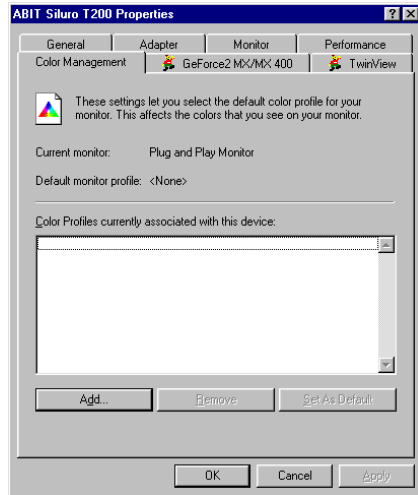 ABIT Siluro T200 Properties
General Adapter Monitor Performance
Color Management GeForce2 MX/MX 400 TwinView
These settings let you select the default color profile for your
monitor. This affects the colors that you see on your monitor.
Current monitor: Plug and Play Monitor
Default monitor profile: <None>
Color Profiles currently associated with this device:
Add... Remove Set As Default
OK Cancel Apply